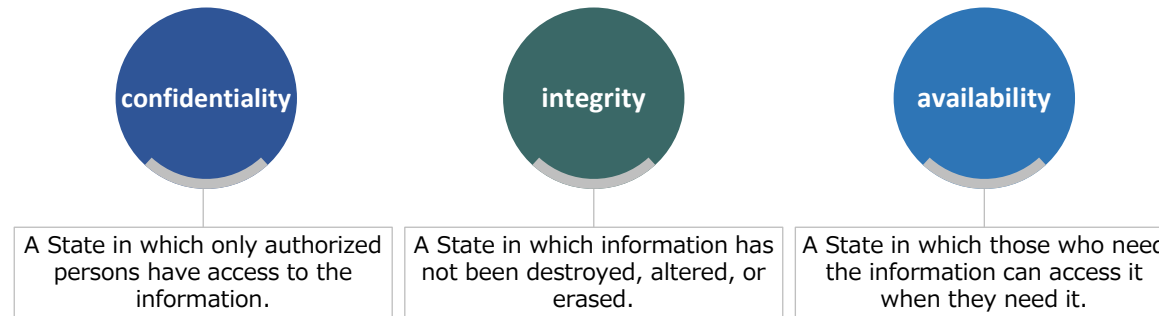 confidentiality
integrity
availability
A State in which only authorized
persons have access to the
information.
A State in which information has
not been destroyed, altered, or
erased.
A State in which those who need
the information can access it
when they need it.